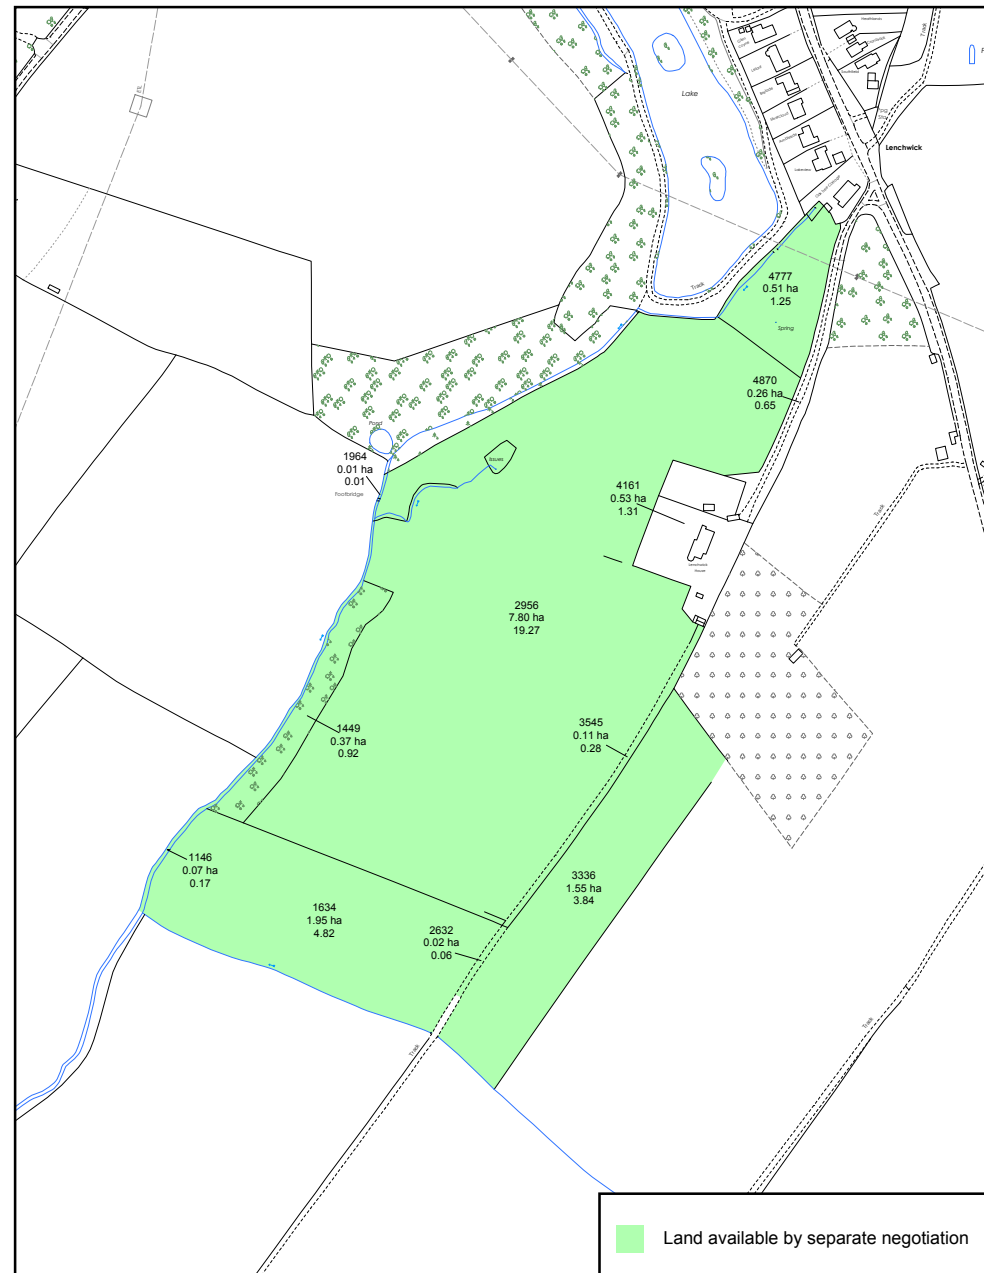 Lake
Track
Lenchwick
4777
0.51 ha
1.25
Track
Spring
4870
0.26 ha
0.65
Pond
1964
0.01 ha
0.01
Footbridge
Issues
4161
0.53 ha
1.31
Lenchwick
House
Track
2956
7.80 ha
19.27
1449
0.37 ha
0.92
3545
0.11 ha
0.28
1146
0.07 ha
0.17
1634
1.95 ha
4.82
2632
0.02 ha
0.06
3336
1.55 ha
3.84
Track
Track
Land available by separate negotiation